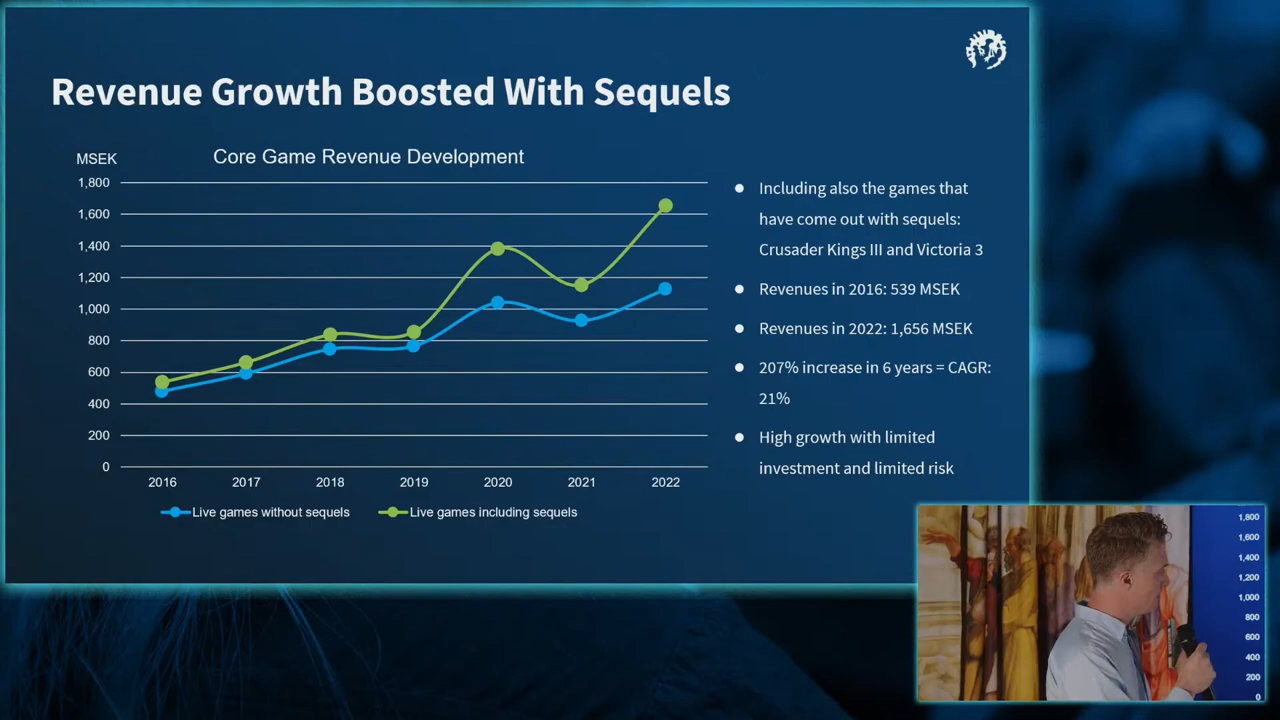 Revenue Growth Boosted With Sequels
MSEK
Core Game Revenue Development
1,800
1,600
1,400
1,200
1,000
800
600
400
200
0
2016 2017 2018 2019 2020 2021 2022
Live games without sequels
Live games including sequels
Including also the games that
have come out with sequels:
Crusader Kings III and Victoria 3
Revenues in 2016: 539 MSEK
Revenues in 2022: 1,656 MSEK
207% increase in 6 years = CAGR:
21%
High growth with limited
investment and limited risk
1,800
1,600
1,400
1,200
1,000
800
600
400
200
0